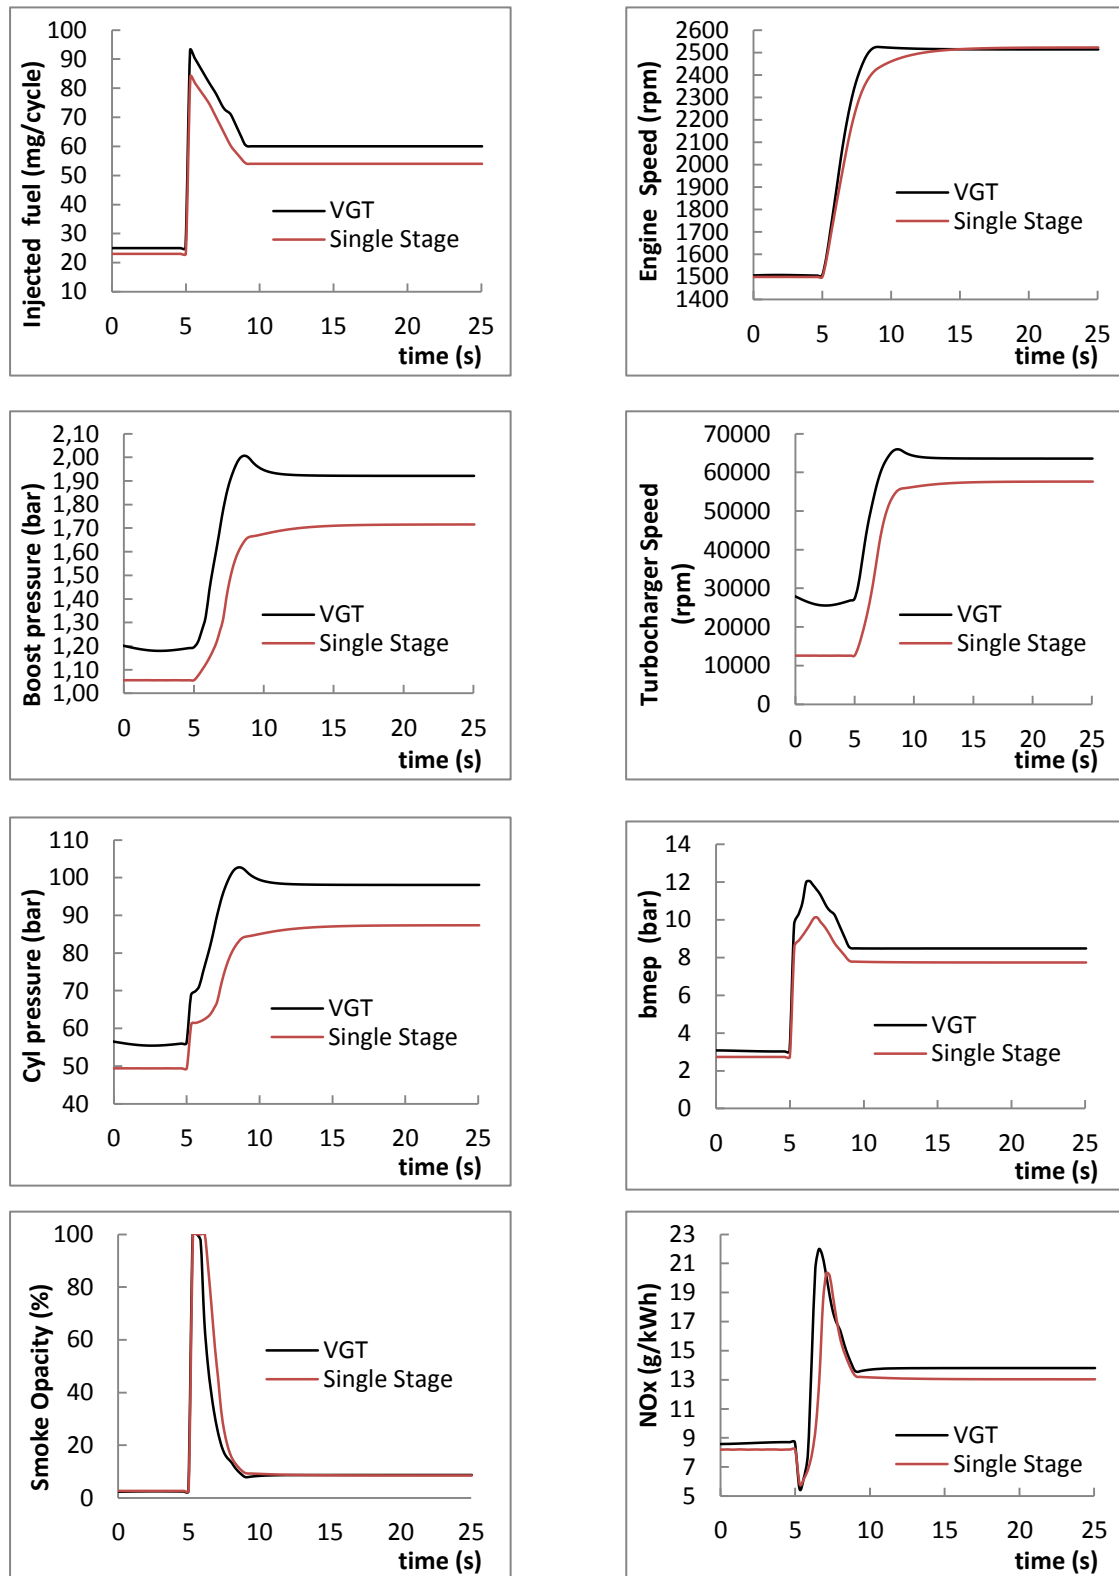 Injected fuel (mg/cycle)
100
90
80
70
60
50
40
30
20
10
VGT
Single Stage
0 5 10 15 20 25
time (s)
Engine Speed (rpm)
2600
2500
2400
2300
2200
2100
2000
1900
1800
1700
1600
1500
1400
VGT
Single Stage
0 5 10 15 20 25
time (s)
Boost pressure (bar)
2,10
2,00
1,90
1,80
1,70
1,60
1,50
1,40
1,30
1,20
1,10
1,00
VGT
Single Stage
0 5 10 15 20 25
time (s)
Turbocharger Speed
(rpm)
70000
60000
50000
40000
30000
20000
10000
0
VGT
Single Stage
0 5 10 15 20 25
time (s)
Cyl pressure (bar)
110
100
90
80
70
60
50
40
VGT
Single Stage
0 5 10 15 20 25
time (s)
bmep (bar)
14
12
10
8
6
4
2
0
VGT
Single Stage
0 5 10 15 20 25
time (s)
Smoke Opacity (%)
100
80
60
40
20
0
VGT
Single Stage
0 5 10 15 20 25
time (s)
NOx (g/kWh)
23
21
19
17
15
13
11
9
7
5
VGT
Single Stage
0 5 10 15 20 25
time (s)